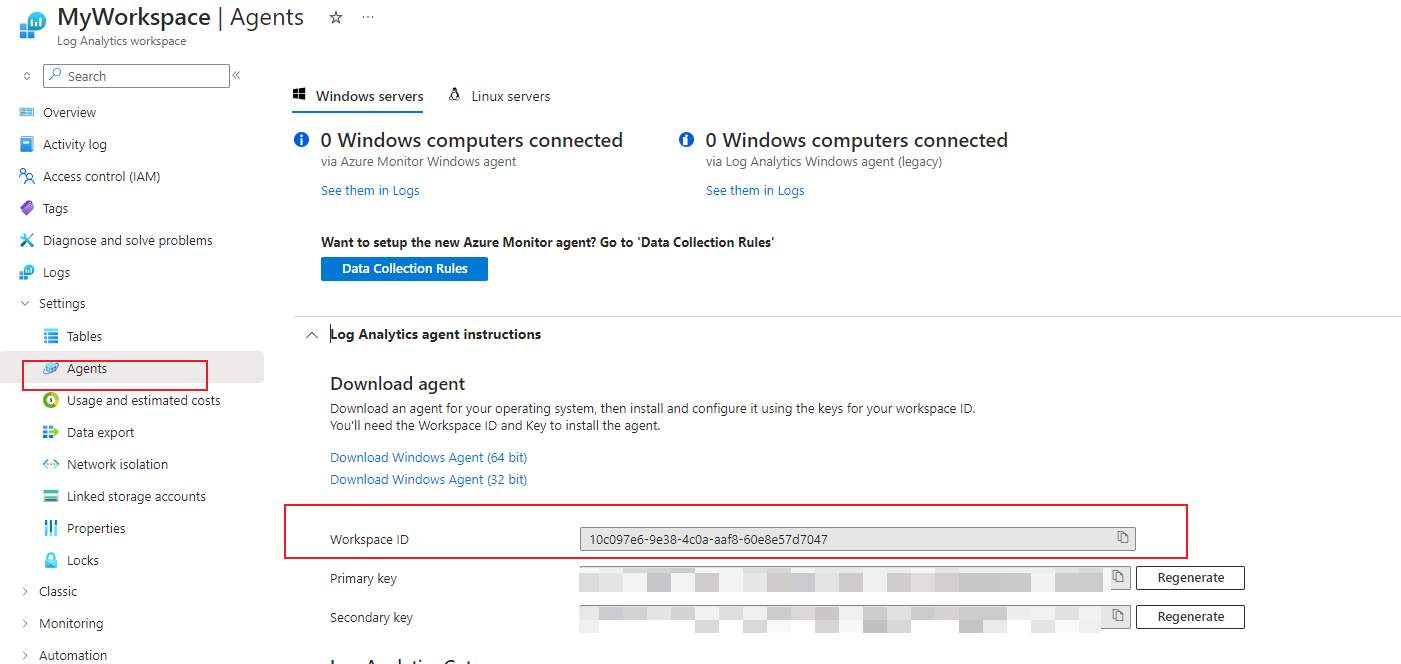 MyWorkspace | Agents
Log Analytics workspace
Search
Overview
Activity log
Access control (IAM)
Tags
Diagnose and solve problems
Logs
Settings
Tables
Agents
Usage and estimated costs
Data export
Network isolation
Linked storage accounts
Properties
Locks
Classic
Monitoring
Automation
Windows servers
Linux servers
0 Windows computers connected
via Azure Monitor Windows agent
See them in Logs
0 Windows computers connected
via Log Analytics Windows agent (legacy)
See them in Logs
Want to setup the new Azure Monitor agent? Go to 'Data Collection Rules'
Data Collection Rules
Log Analytics agent instructions
Download agent
Download an agent for your operating system, then install and configure it using the keys for your workspace ID.
You'll need the Workspace ID and Key to install the agent.
Download Windows Agent (64 bit)
Download Windows Agent (32 bit)
Workspace ID
10c097e6-9e38-4c0a-aaf8-60e8e57d7047
Primary key
Regenerate
Secondary key
Regenerate